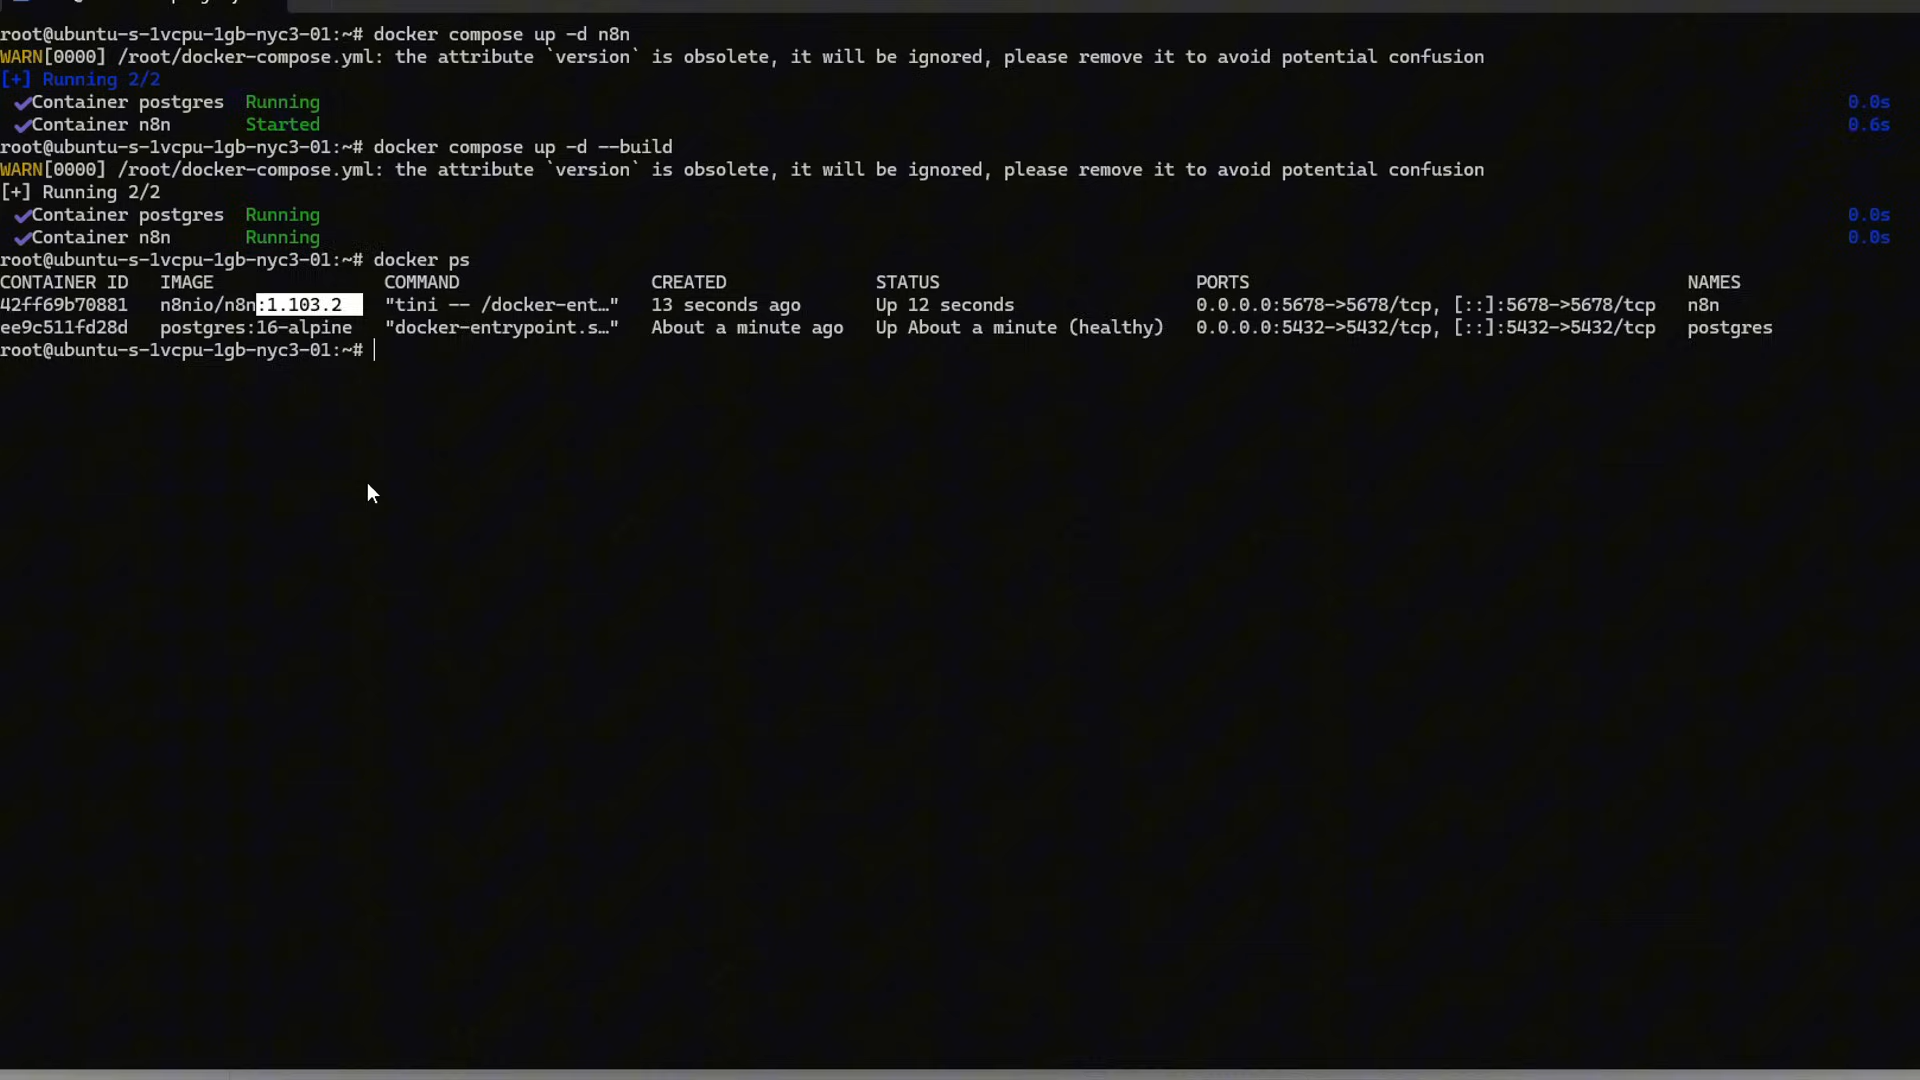 root@ubuntu-s-1vcpu-1gb-nyc3-01:~# docker compose up -d n8n
WARN[0000] /root/docker-compose.yml: the attribute `version` is obsolete, it will be ignored, please remove it to avoid potential confusion
[+] Running 2/2
✔Container postgres Running 0.0s
✔Container n8n Started 0.6s
root@ubuntu-s-1vcpu-1gb-nyc3-01:~# docker compose up -d --build
WARN[0000] /root/docker-compose.yml: the attribute `version` is obsolete, it will be ignored, please remove it to avoid potential confusion
[+] Running 2/2
✔Container postgres Running 0.0s
✔Container n8n Running 0.0s
root@ubuntu-s-1vcpu-1gb-nyc3-01:~# docker ps
CONTAINER ID IMAGE COMMAND CREATED STATUS PORTS NAMES
42ff69b70881 n8nio/n8n:1.103.2 "tini -- /docker-ent…" 13 seconds ago Up 12 seconds 0.0.0.0:5678->5678/tcp, [::]:5678->5678/tcp n8n
ee9c511fd28d postgres:16-alpine "docker-entrypoint.s…" About a minute ago Up About a minute (healthy) 0.0.0.0:5432->5432/tcp, [::]:5432->5432/tcp postgres
root@ubuntu-s-1vcpu-1gb-nyc3-01:~#